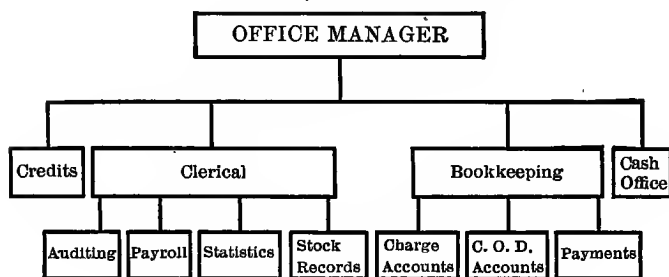 OFFICE MANAGER
Credits
Clerical
Bookkeeping
Cash
Office
Auditing
Payroll
Statistics
Stock
Records
Charge
Accounts
C. O. D.
Accounts
Payments